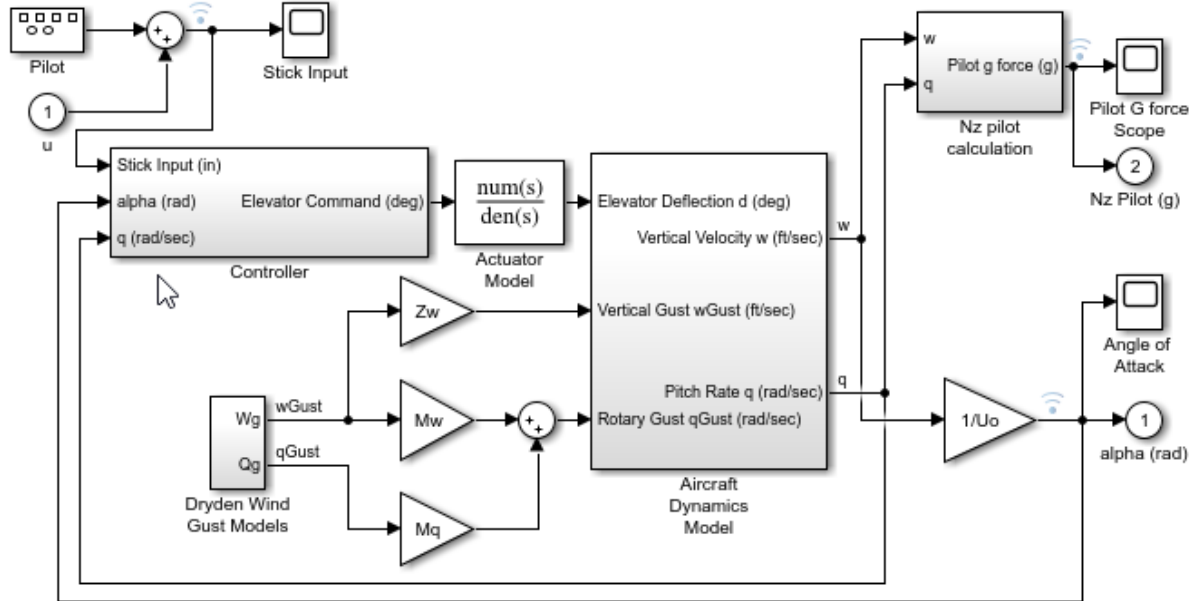 Pilot
Stick Input
1
u
Stick Input (in)
alpha (rad)
q (rad/sec)
Elevator Command (deg)
Controller
num(s)
den(s)
Actuator
Model
Elevator Deflection d (deg)
Vertical Velocity w (ft/sec)
Vertical Gust wGust (ft/sec)
Pitch Rate q (rad/sec)
Rotary Gust qGust (rad/sec)
Aircraft
Dynamics
Model
w
q
w
q
Pilot g force (g)
Nz pilot
calculation
Pilot G force
Scope
2
Nz Pilot (g)
Angle of
Attack
1/Uo
1
alpha (rad)
Zw
Mw
Mq
Wg
Qg
wGust
qGust
Dryden Wind
Gust Models